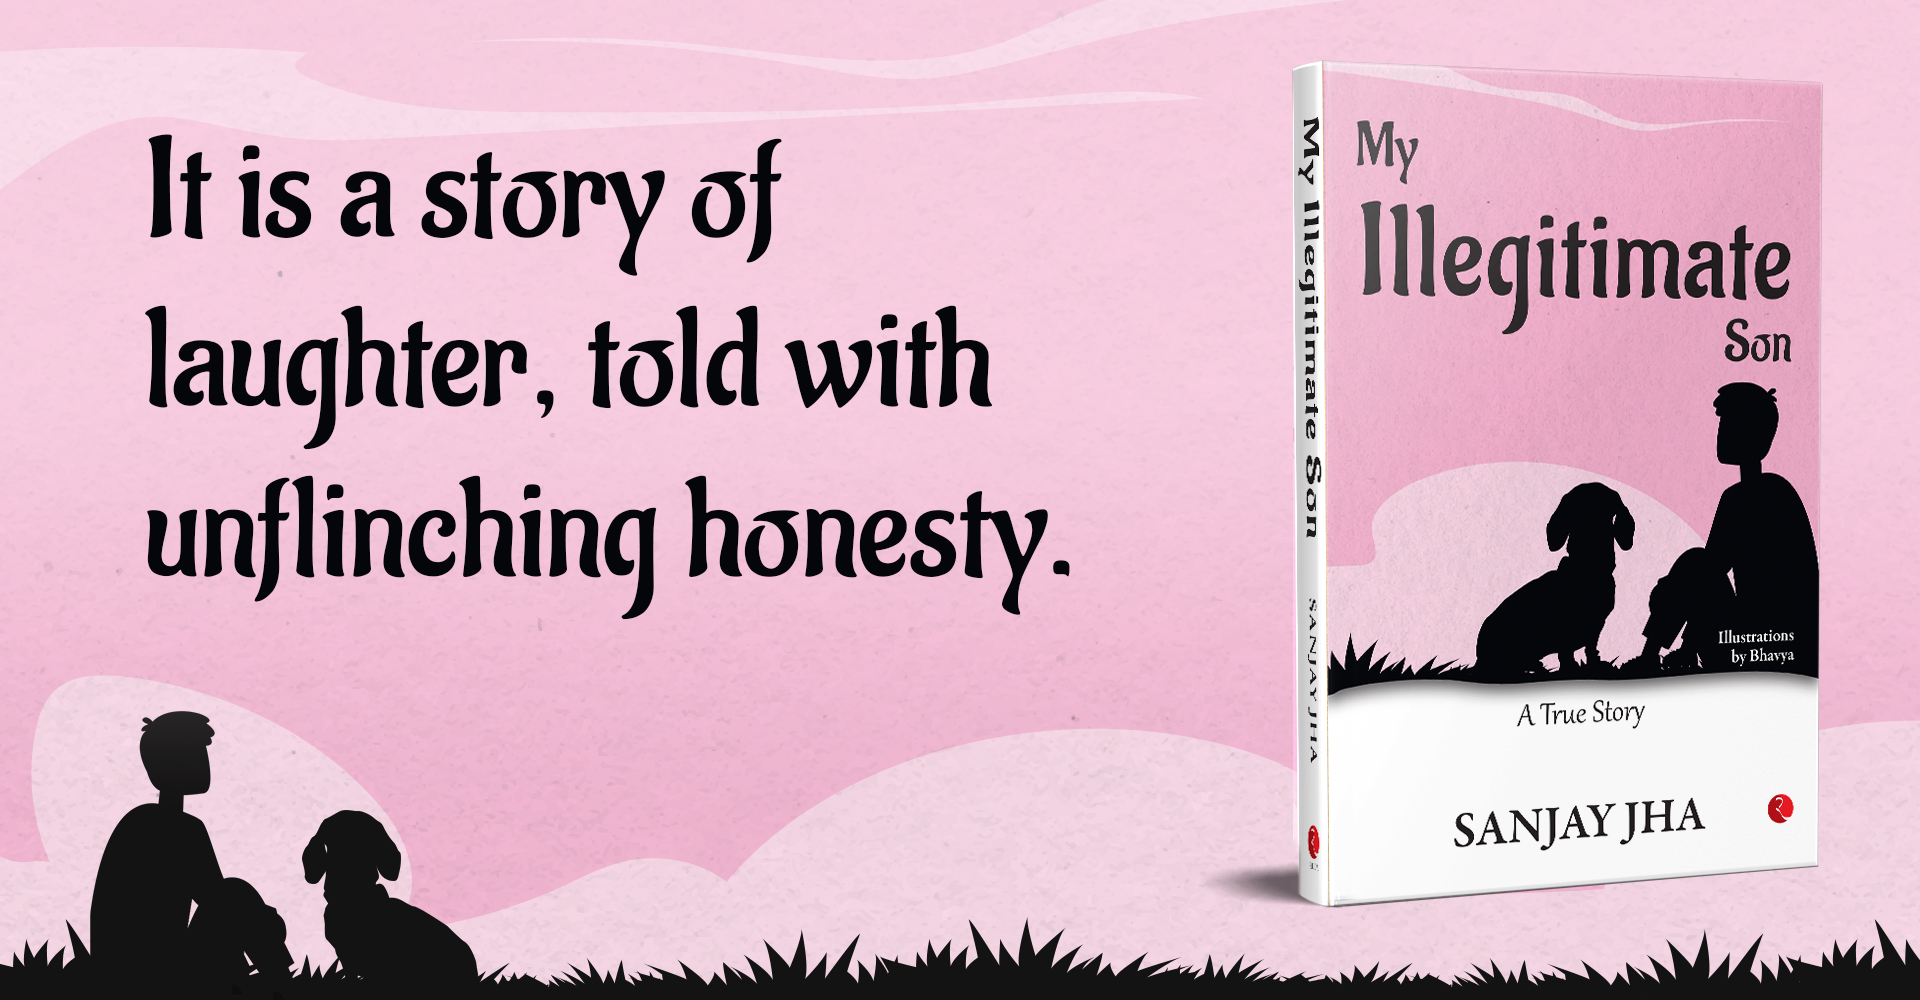 It is a story of
laughter, told with
unflinching honesty.
My Illegitimate Son SANJAY JHA
My
Illegitimate
Son
Illustrations
by Bhavya
A True Story
SANJAY JHA